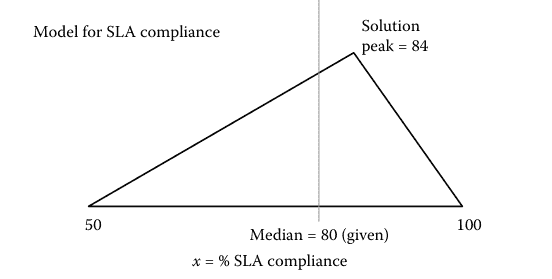 Model for SLA compliance
Solution
peak = 84
50
100
Median = 80 (given)
x = % SLA compliance